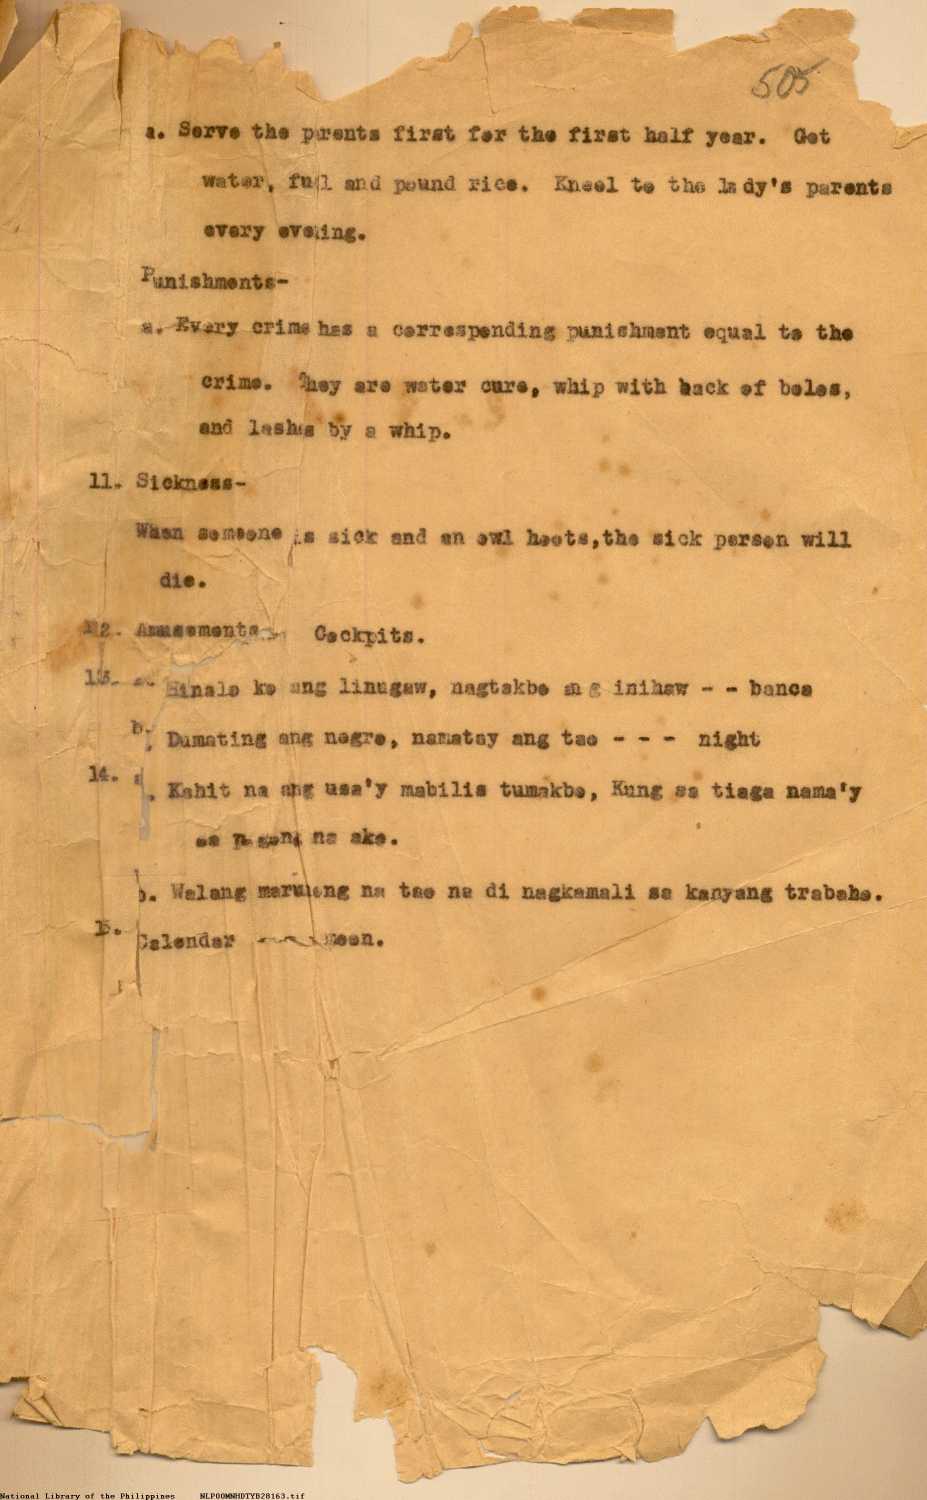 505
a. Serve the parents first for the first half year. Get
water, fuel and pound rice. Kneel to the lady's parents
every evening.
Punishments-
a. Every crime has a corresponding punishment equal to the
crime. They are water cure, whip with back of bolos,
and lashes by a whip.
11. Sickness-
When someone is sick and an owl hoots,the sick person will
die.
12. Amusements Cockpits.
13. a. Hinalo ko ang linugaw, nagtakbo ang inihaw - - banca
b. Dumating ang negro, namatay ang tao - - - night
14. a. Kahit na ang usa'y mabilis tumakbo, Kung sa tiaga nama'y
sa pagong na ako.
b. Walang marunong na tao na di nagkamali sa kanyang trabaho.
15. Calendar moon.
National Library of the Philippines NLP00MNHDTYB28163.tif